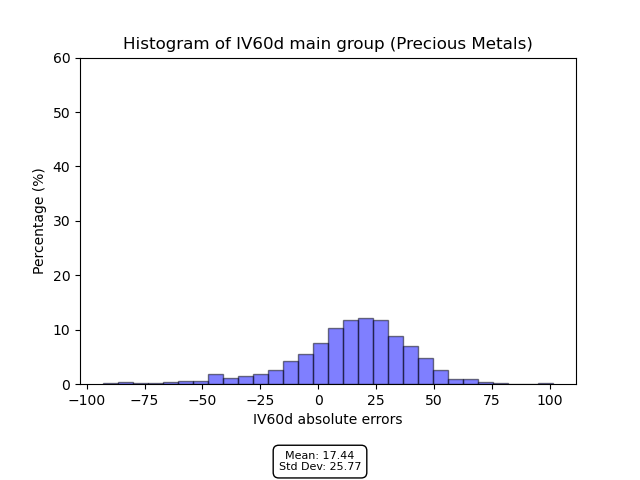 Histogram of IV60d main group (Precious Metals)
60
50
40
30
20
10
0
Percentage (%)
−100 −75 −50 −25 0 25 50 75 100
IV60d absolute errors
Mean: 17.44
Std Dev: 25.77